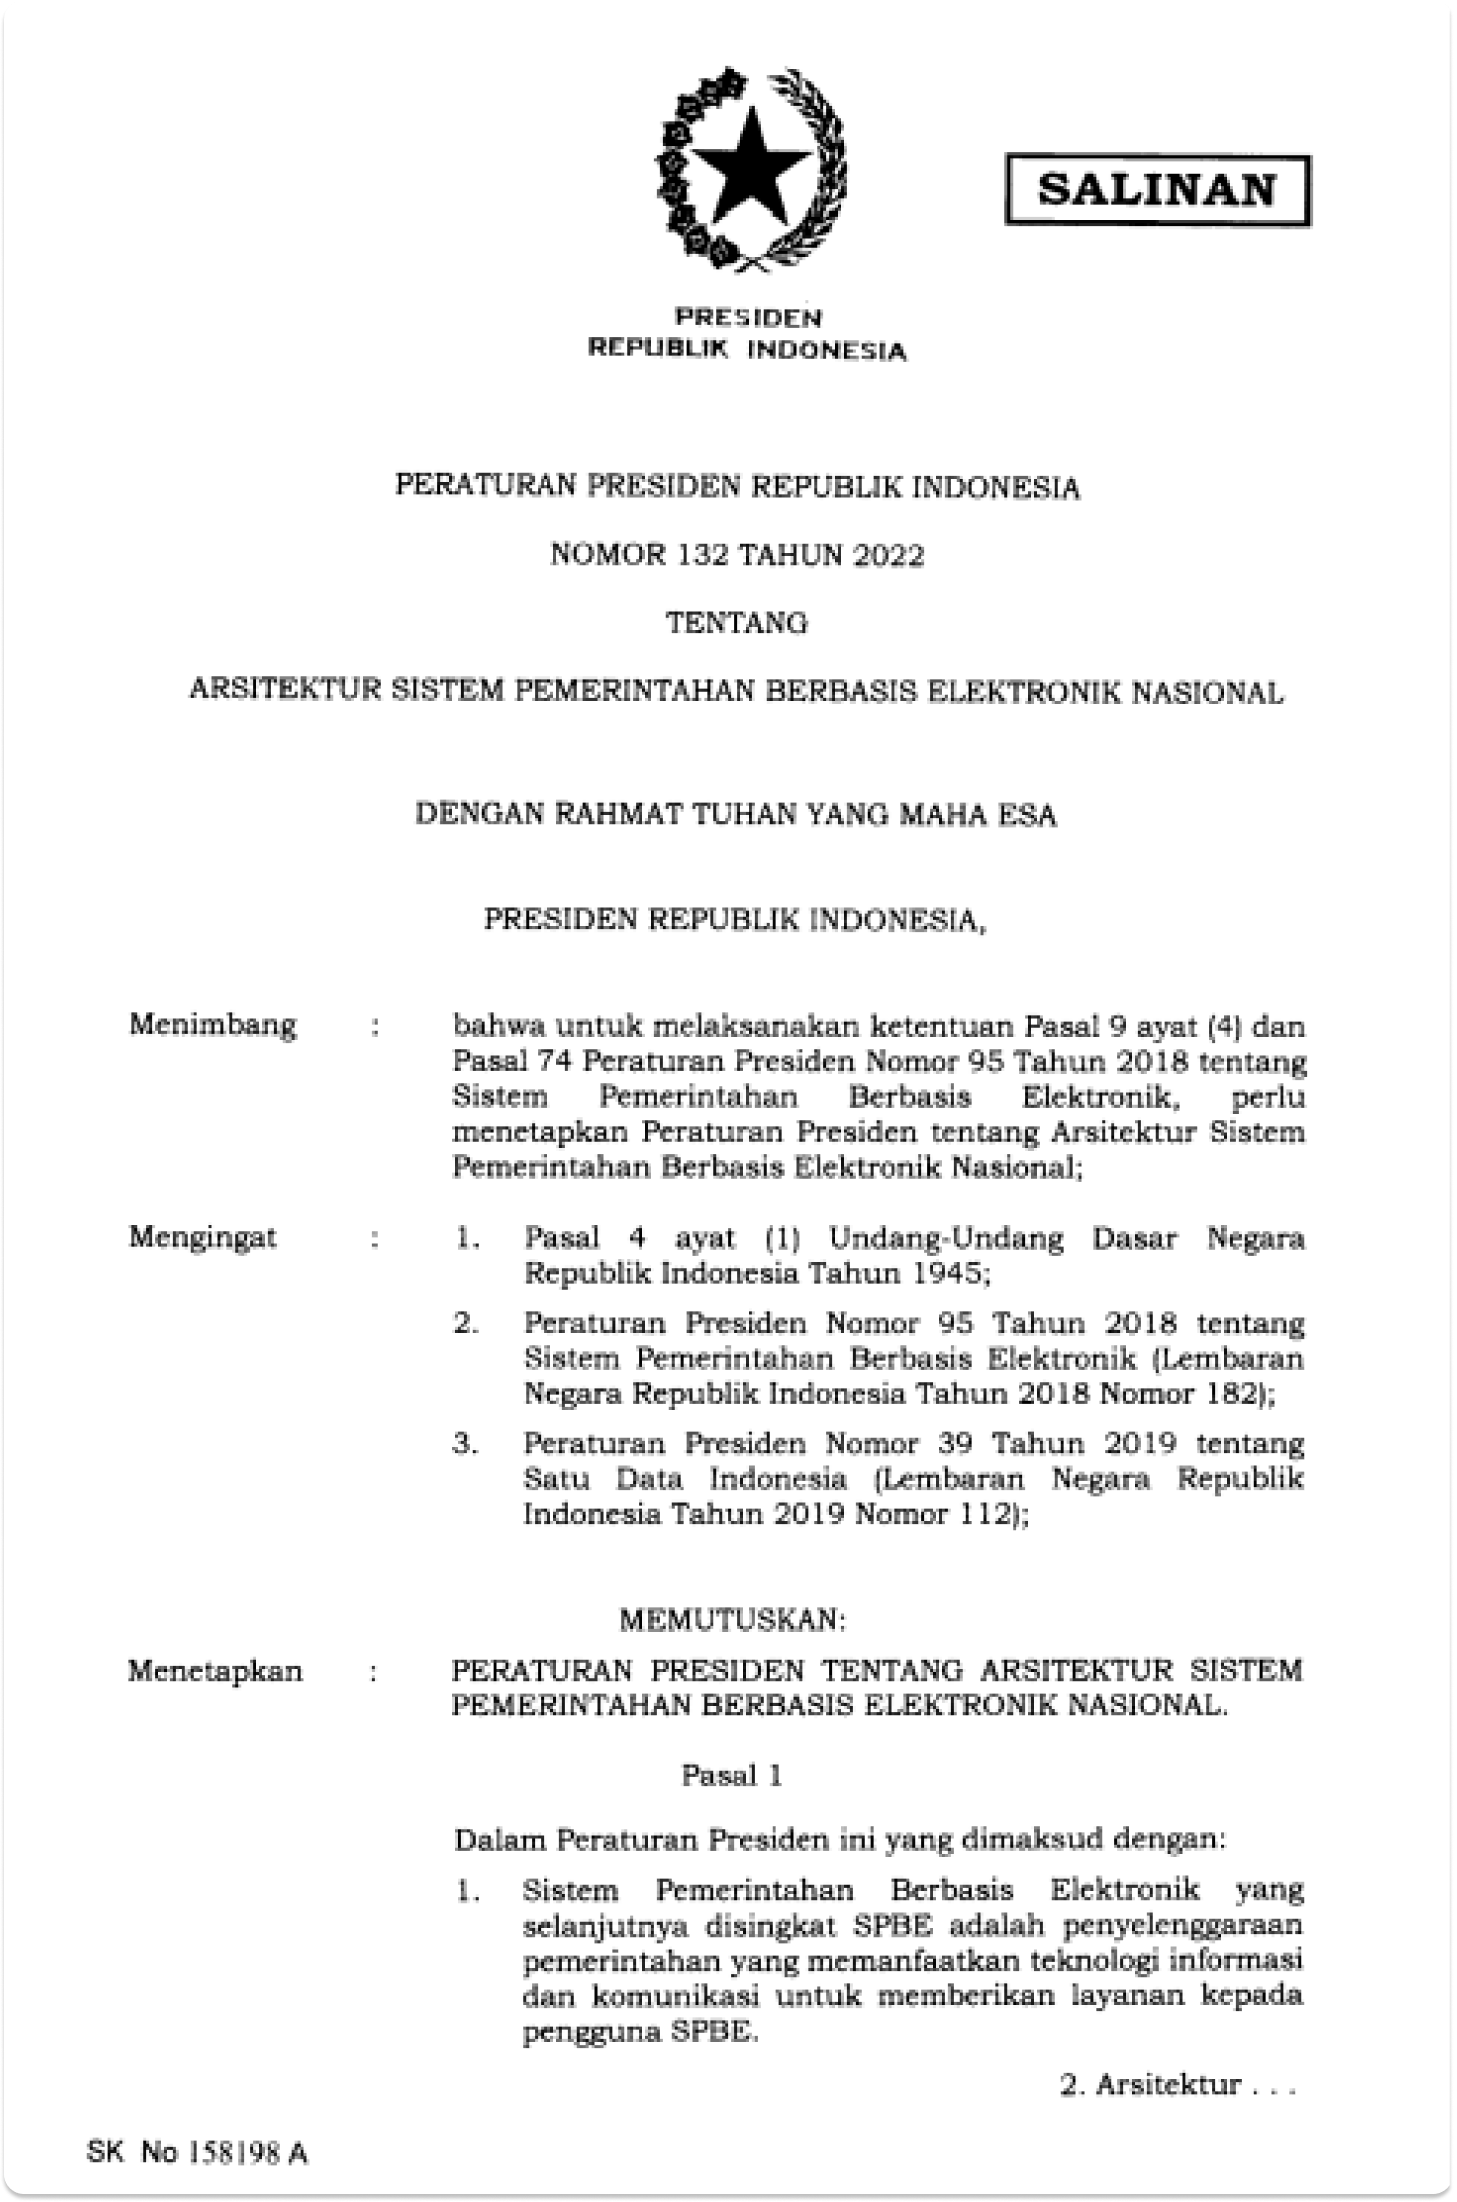 SALINAN
PRESIDEN
REPUBLIK INDONESIA
PERATURAN PRESIDEN REPUBLIK INDONESIA
NOMOR 132 TAHUN 2022
TENTANG
ARSITEKTUR SISTEM PEMERINTAHAN BERBASIS ELEKTRONIK NASIONAL
DENGAN RAHMAT TUHAN YANG MAHA ESA
PRESIDEN REPUBLIK INDONESIA,
Menimbang : bahwa untuk melaksanakan ketentuan Pasal 9 ayat (4) dan
Pasal 74 Peraturan Presiden Nomor 95 Tahun 2018 tentang
Sistem Pemerintahan Berbasis Elektronik, perlu
menetapkan Peraturan Presiden tentang Arsitektur Sistem
Pemerintahan Berbasis Elektronik Nasional;
Mengingat : 1. Pasal 4 ayat (1) Undang-Undang Dasar Negara
Republik Indonesia Tahun 1945;
2. Peraturan Presiden Nomor 95 Tahun 2018 tentang
Sistem Pemerintahan Berbasis Elektronik (Lembaran
Negara Republik Indonesia Tahun 2018 Nomor 182);
3. Peraturan Presiden Nomor 39 Tahun 2019 tentang
Satu Data Indonesia (Lembaran Negara Republik
Indonesia Tahun 2019 Nomor 112);
MEMUTUSKAN:
Menetapkan : PERATURAN PRESIDEN TENTANG ARSITEKTUR SISTEM
PEMERINTAHAN BERBASIS ELEKTRONIK NASIONAL.
Pasal 1
Dalam Peraturan Presiden ini yang dimaksud dengan:
1. Sistem Pemerintahan Berbasis Elektronik yang
selanjutnya disingkat SPBE adalah penyelenggaraan
pemerintahan yang memanfaatkan teknologi informasi
dan komunikasi untuk memberikan layanan kepada
pengguna SPBE.
2. Arsitektur . . .
SK No 158198 A